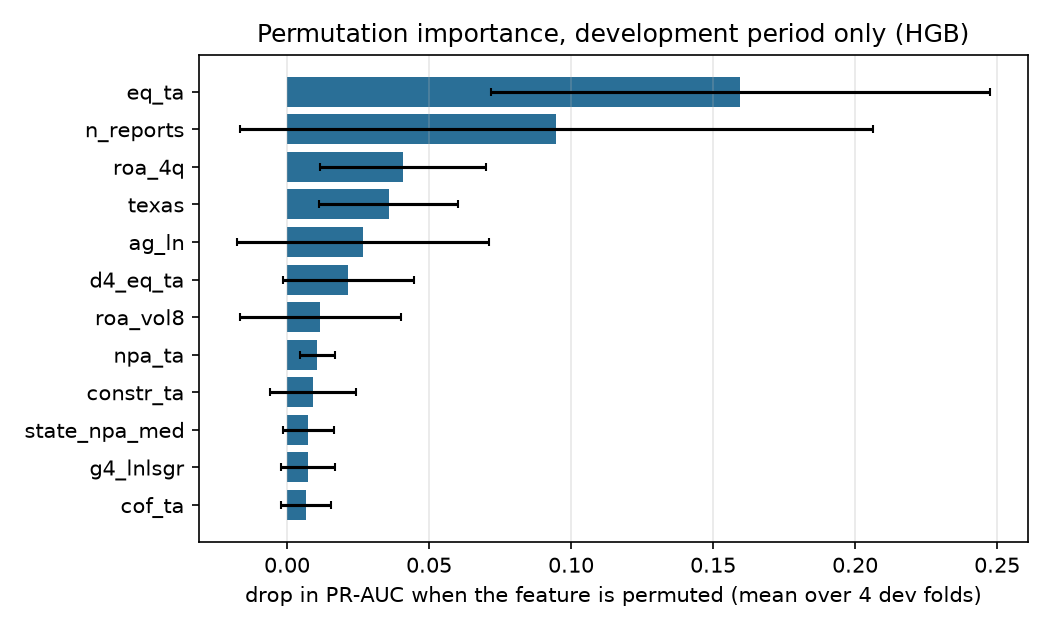 Permutation importance, development period only (HGB)
eq_ta
n_reports
roa_4q
texas
ag_ln
d4_eq_ta
roa_vol8
npa_ta
constr_ta
state_npa_med
g4_lnlsgr
cof_ta
0.00 0.05 0.10 0.15 0.20 0.25
drop in PR-AUC when the feature is permuted (mean over 4 dev folds)